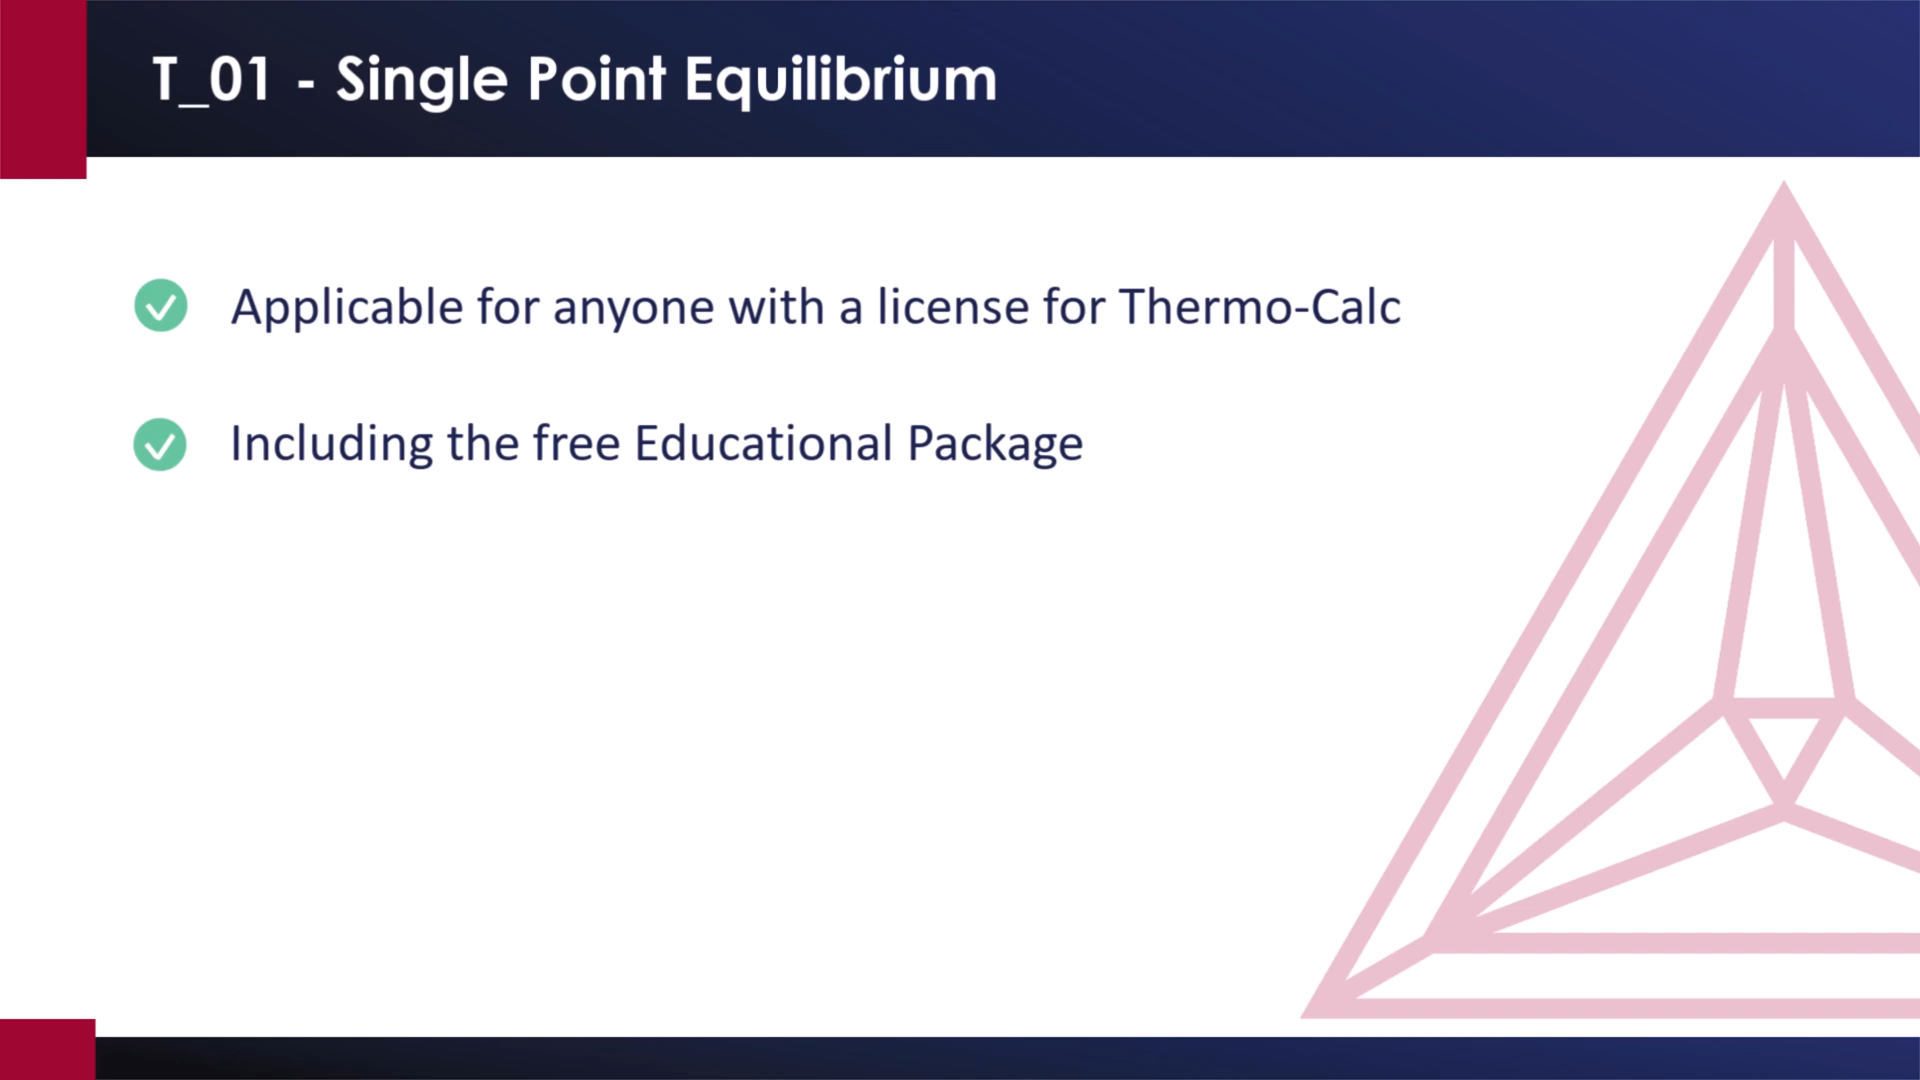 T_01 - Single Point Equilibrium
Applicable for anyone with a license for Thermo-Calc
Including the free Educational Package